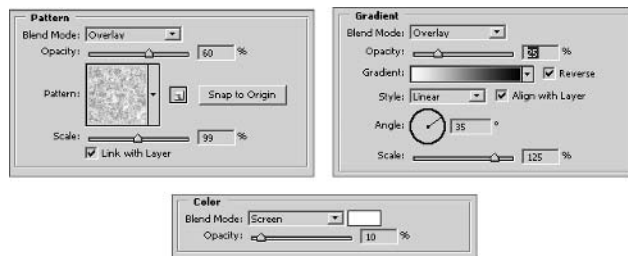 Pattern
Blend Mode: Overlay
Opacity: 60 %
Pattern: Snap to Origin
Scale: 99 %
Link with Layer
Gradient
Blend Mode: Overlay
Opacity: 25 %
Gradient: Reverse
Style: Linear Align with Layer
Angle: 35 °
Scale: 125 %
Color
Blend Mode: Screen
Opacity: 10 %